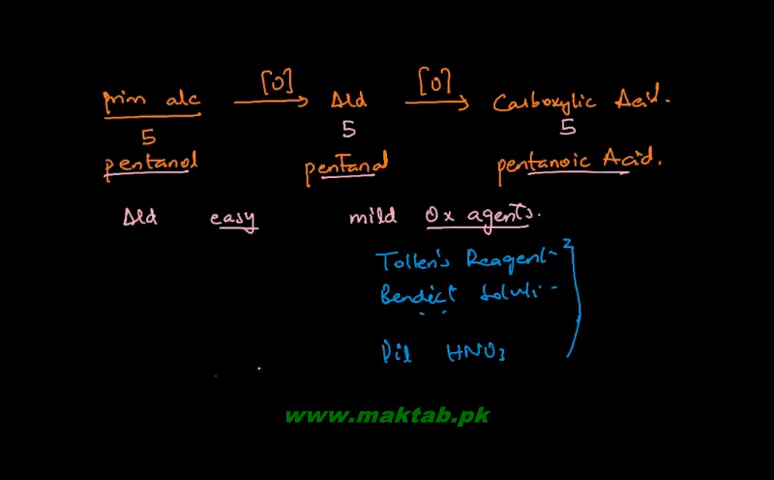 prim alc [O] Ald [O] Carboxylic Acid.
5 5 5
pentanol pentanal pentanoic Acid.
Ald easy mild Ox agents.
Tollen's Reagent
Bendict Soluti
Dil HNO3
www.maktab.pk